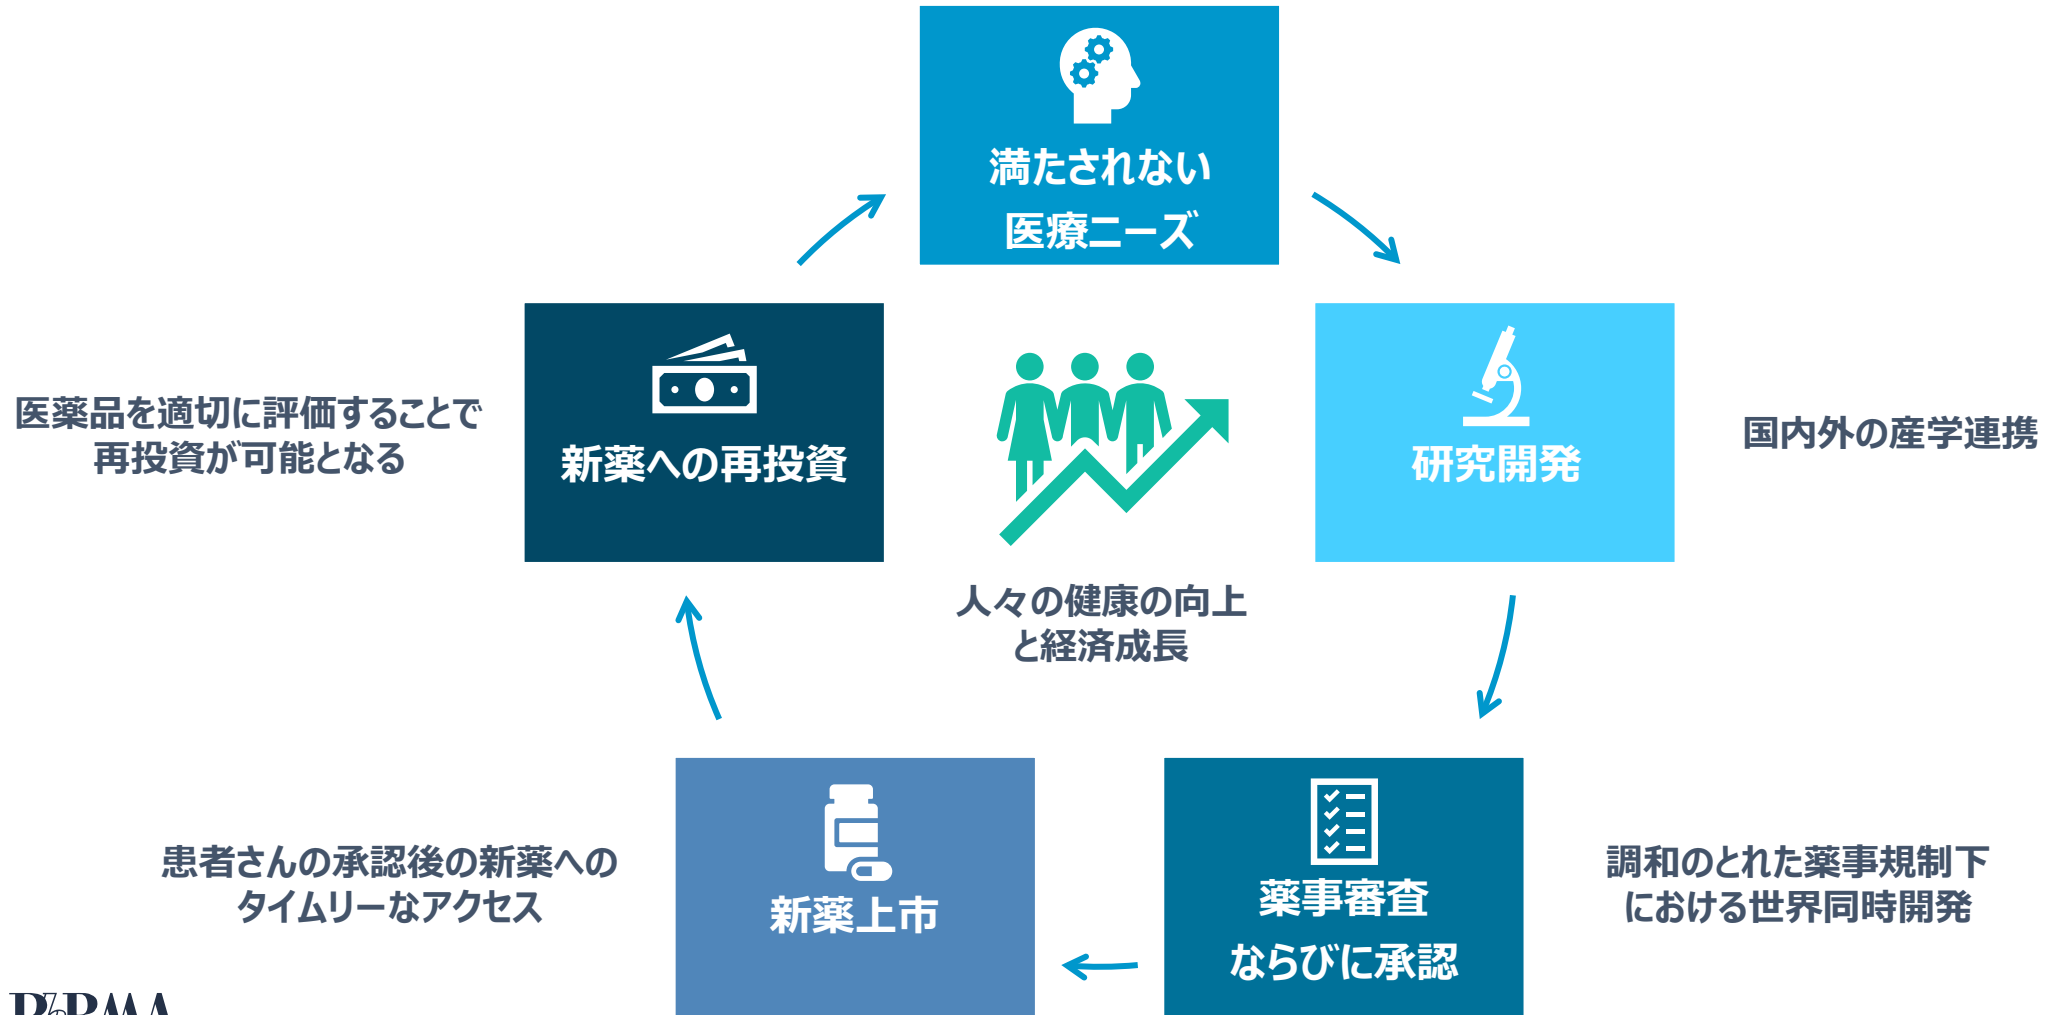 満たされない
医療ニーズ
研究開発
国内外の産学連携
薬事審査
ならびに承認
調和のとれた薬事規制下
における世界同時開発
新薬上市
患者さんの承認後の新薬への
タイムリーなアクセス
新薬への再投資
医薬品を適切に評価することで
再投資が可能となる
人々の健康の向上
と経済成長